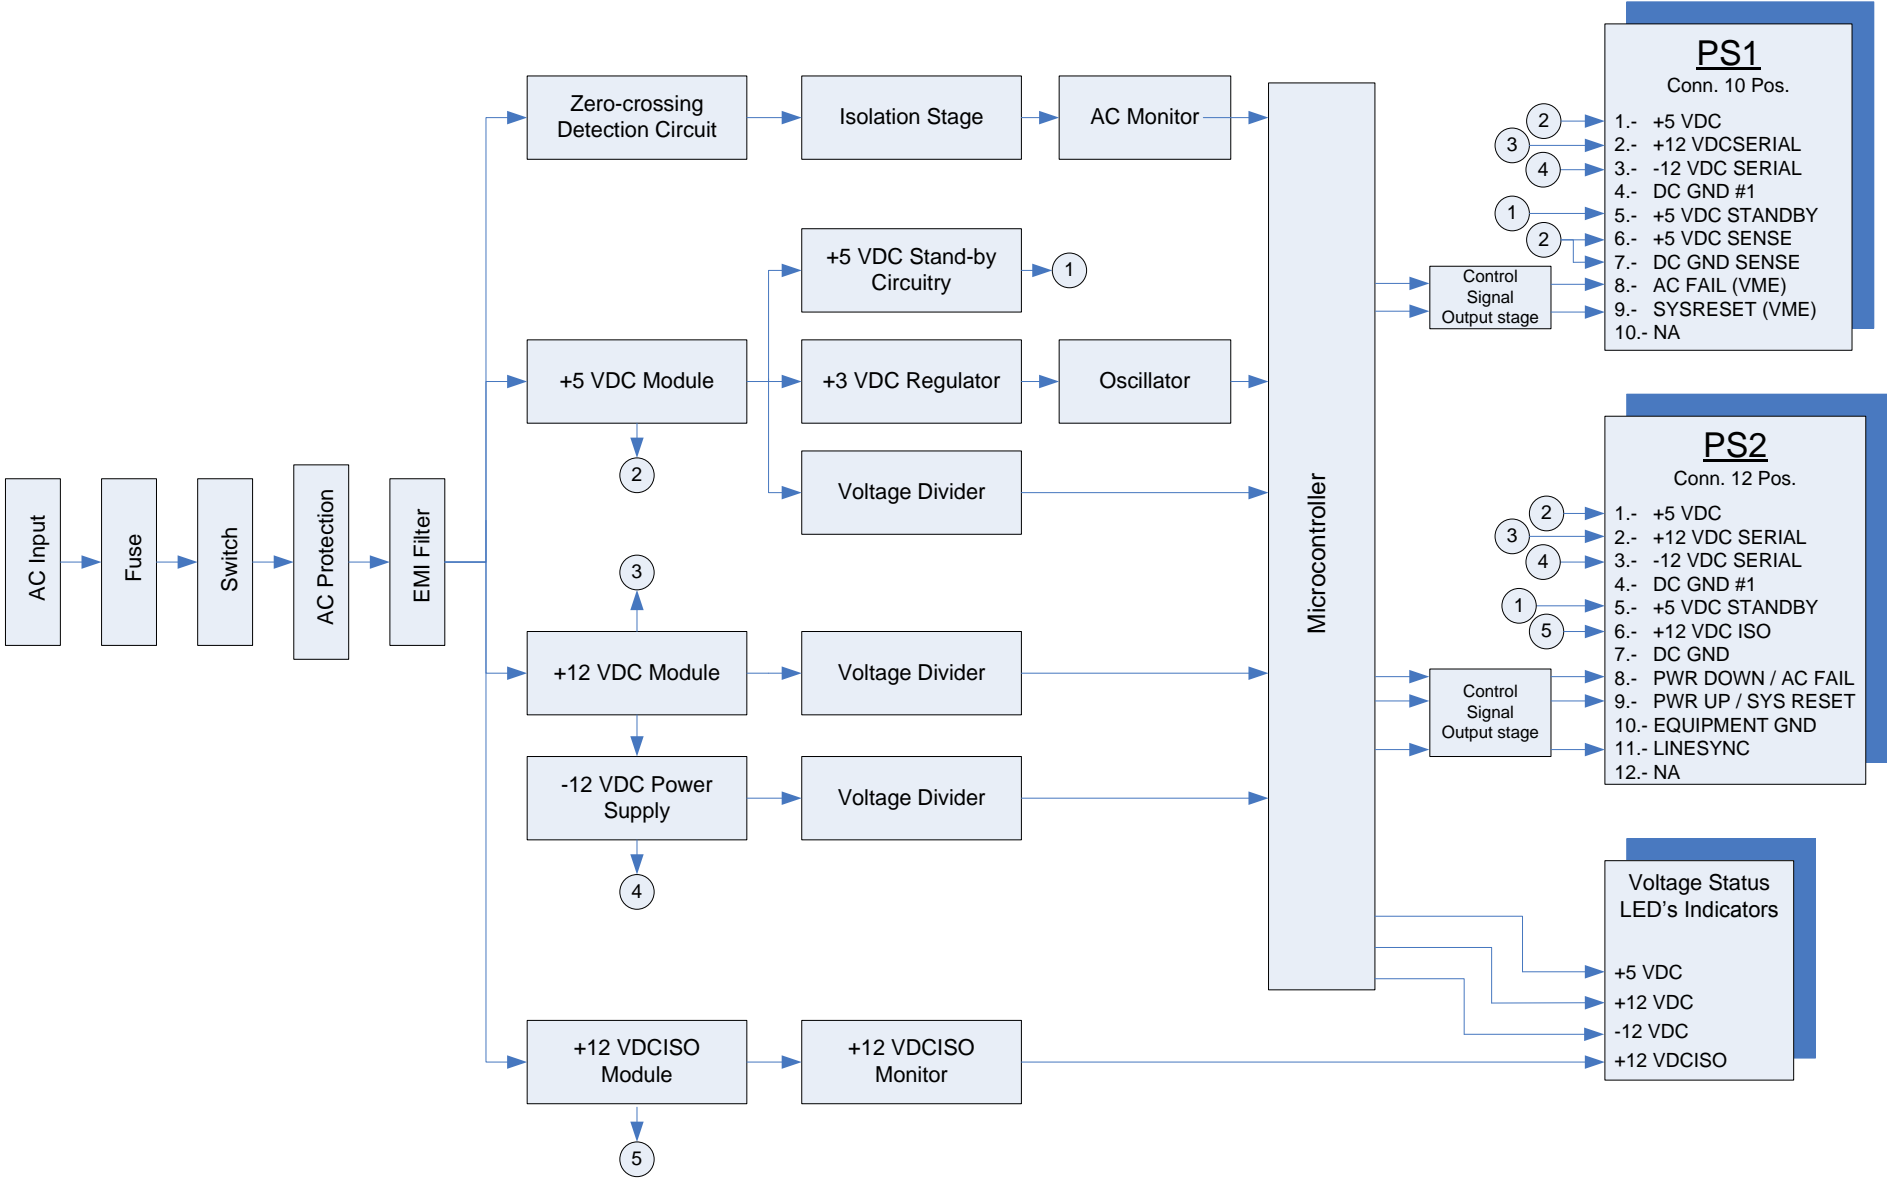 AC Input
Fuse
Switch
AC Protection
EMI Filter
Zero-crossing
Detection Circuit
Isolation Stage
AC Monitor
+5 VDC Stand-by
Circuitry
1
+5 VDC Module
2
+3 VDC Regulator
Oscillator
Voltage Divider
3
+12 VDC Module
Voltage Divider
-12 VDC Power
Supply
Voltage Divider
4
+12 VDCISO
Module
+12 VDCISO
Monitor
5
Microcontroller
Control
Signal
Output stage
Control
Signal
Output stage
PS1
Conn. 10 Pos.
2
1.- +5 VDC
3
2.- +12 VDCSERIAL
4
3.- -12 VDC SERIAL
4.- DC GND #1
1
5.- +5 VDC STANDBY
2
6.- +5 VDC SENSE
7.- DC GND SENSE
8.- AC FAIL (VME)
9.- SYSRESET (VME)
10.- NA
PS2
Conn. 12 Pos.
2
1.- +5 VDC
3
2.- +12 VDC SERIAL
4
3.- -12 VDC SERIAL
4.- DC GND #1
1
5.- +5 VDC STANDBY
5
6.- +12 VDC ISO
7.- DC GND
8.- PWR DOWN / AC FAIL
9.- PWR UP / SYS RESET
10.- EQUIPMENT GND
11.- LINESYNC
12.- NA
Voltage Status
LED's Indicators
+5 VDC
+12 VDC
-12 VDC
+12 VDCISO